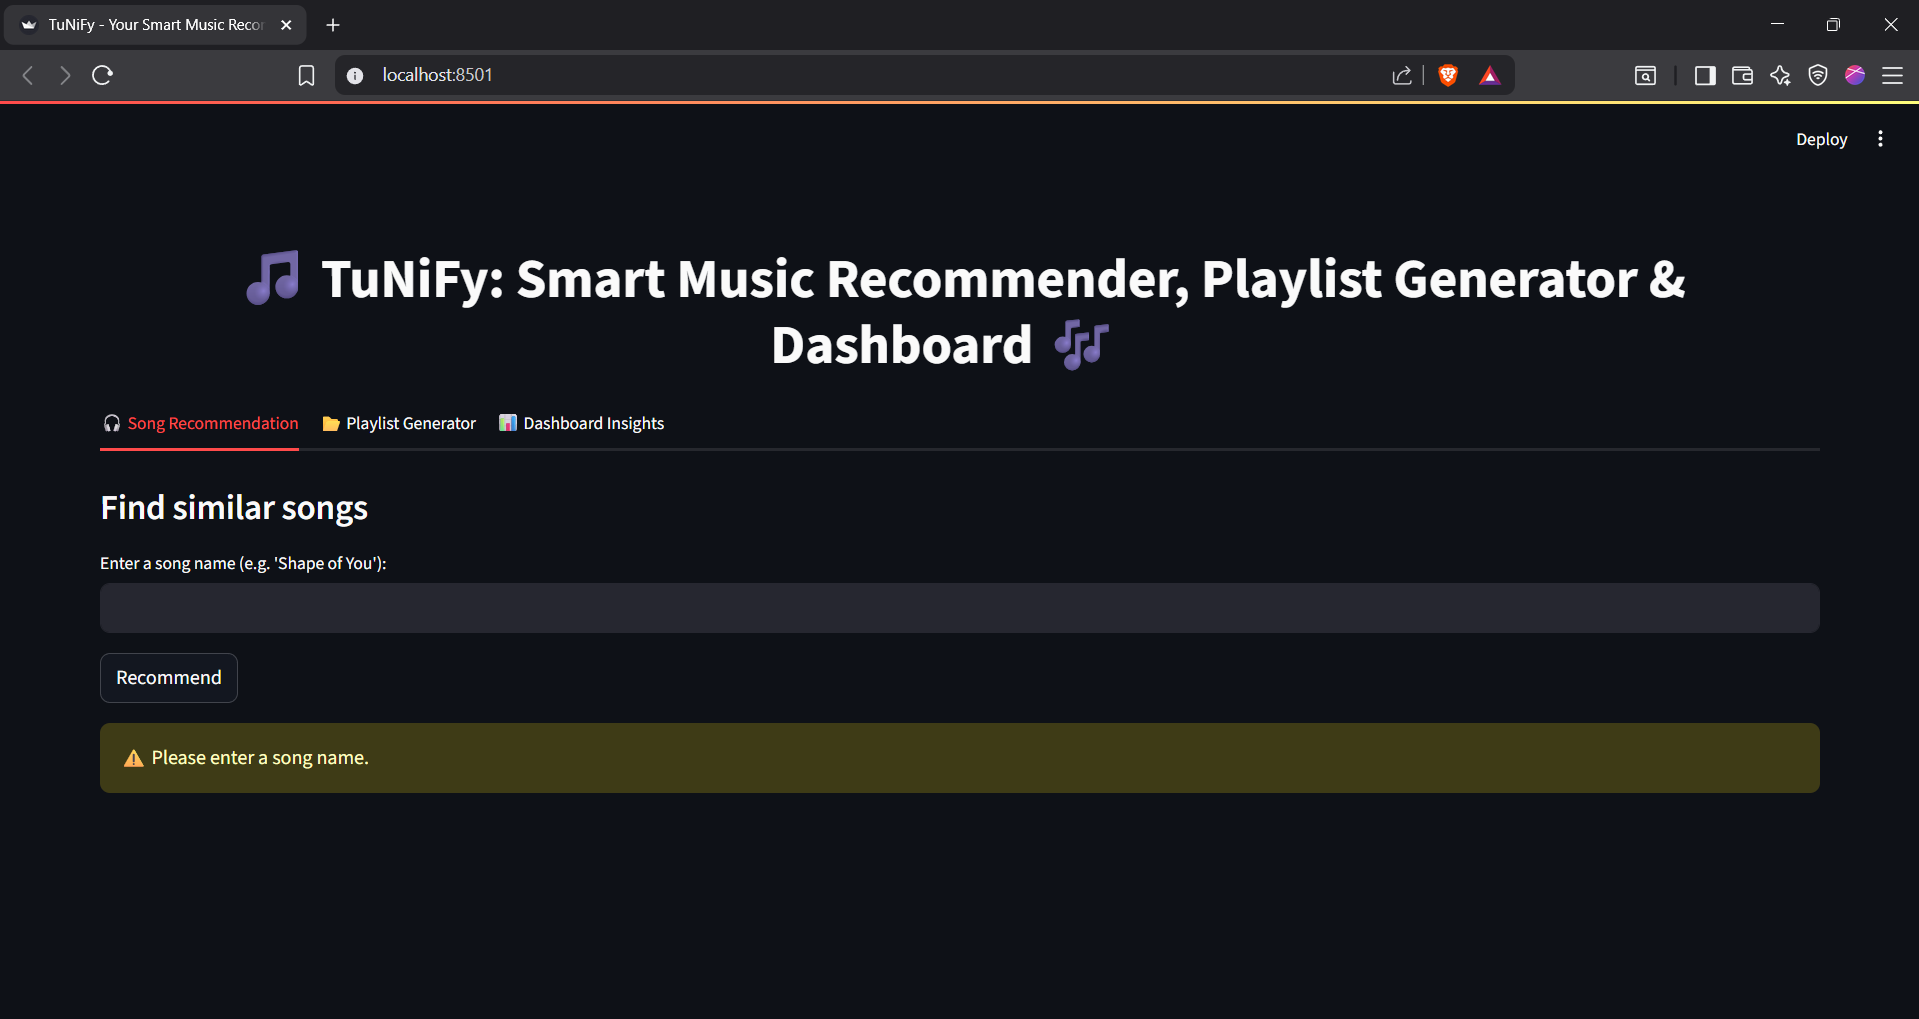 TuNiFy - Your Smart Music Recor
localhost:8501
Deploy
TuNiFy: Smart Music Recommender, Playlist Generator &
Dashboard
Song Recommendation Playlist Generator Dashboard Insights
Find similar songs
Enter a song name (e.g. 'Shape of You'):
Recommend
Please enter a song name.